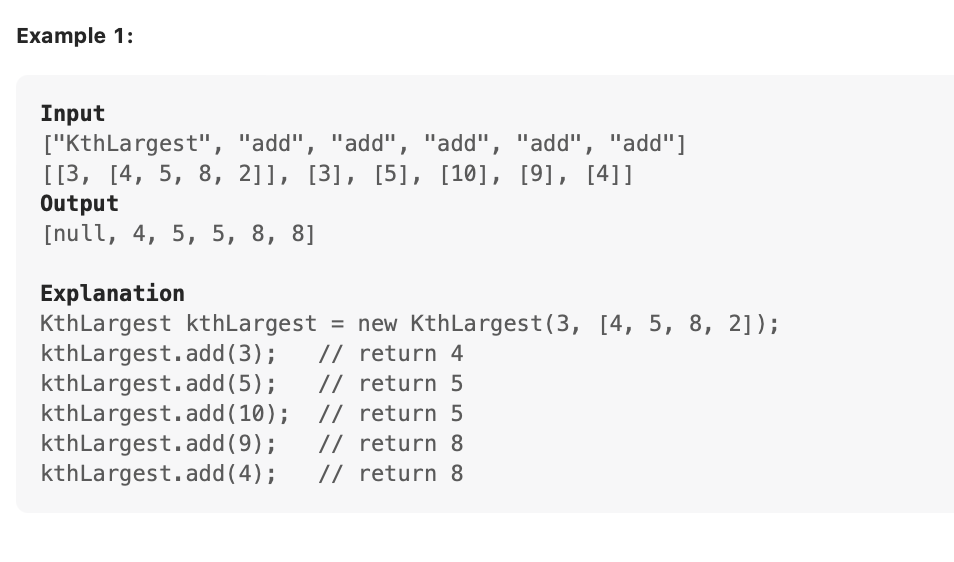 Example 1:
Input
["KthLargest", "add", "add", "add", "add", "add"]
[[3, [4, 5, 8, 2]], [3], [5], [10], [9], [4]]
Output
[null, 4, 5, 5, 8, 8]
Explanation
KthLargest kthLargest = new KthLargest(3, [4, 5, 8, 2]);
kthLargest.add(3);   // return 4
kthLargest.add(5);   // return 5
kthLargest.add(10);  // return 5
kthLargest.add(9);   // return 8
kthLargest.add(4);   // return 8